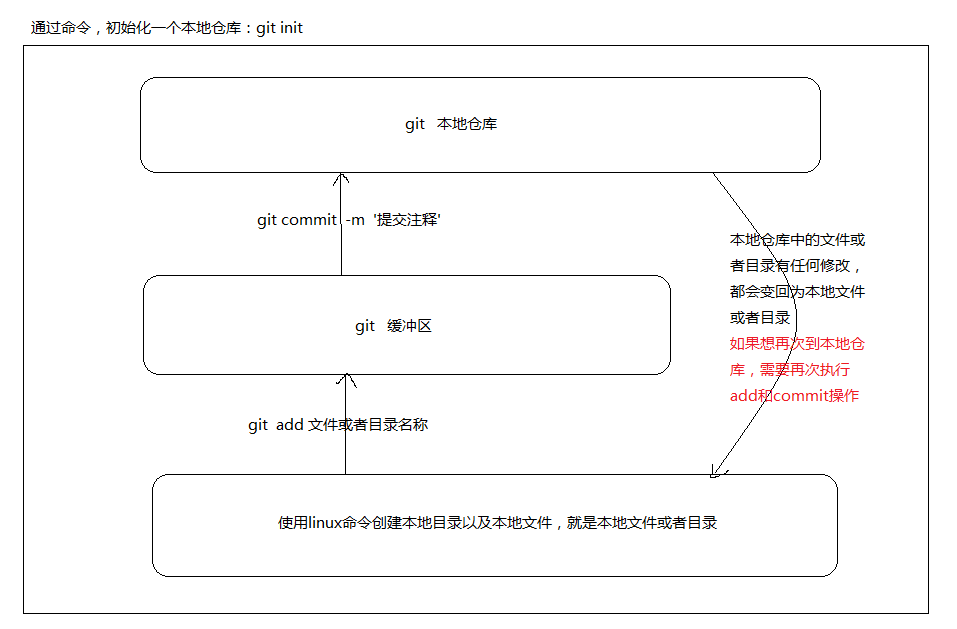 通过命令，初始化一个本地仓库：git init
git 本地仓库
git commit -m '提交注释'
本地仓库中的文件或
者目录有任何修改，
都会变回为本地文件
或者目录
如果想再次到本地仓
库，需要再次执行
add和commit操作
git 缓冲区
git add 文件或者目录名称
使用linux命令创建本地目录以及本地文件，就是本地文件或者目录